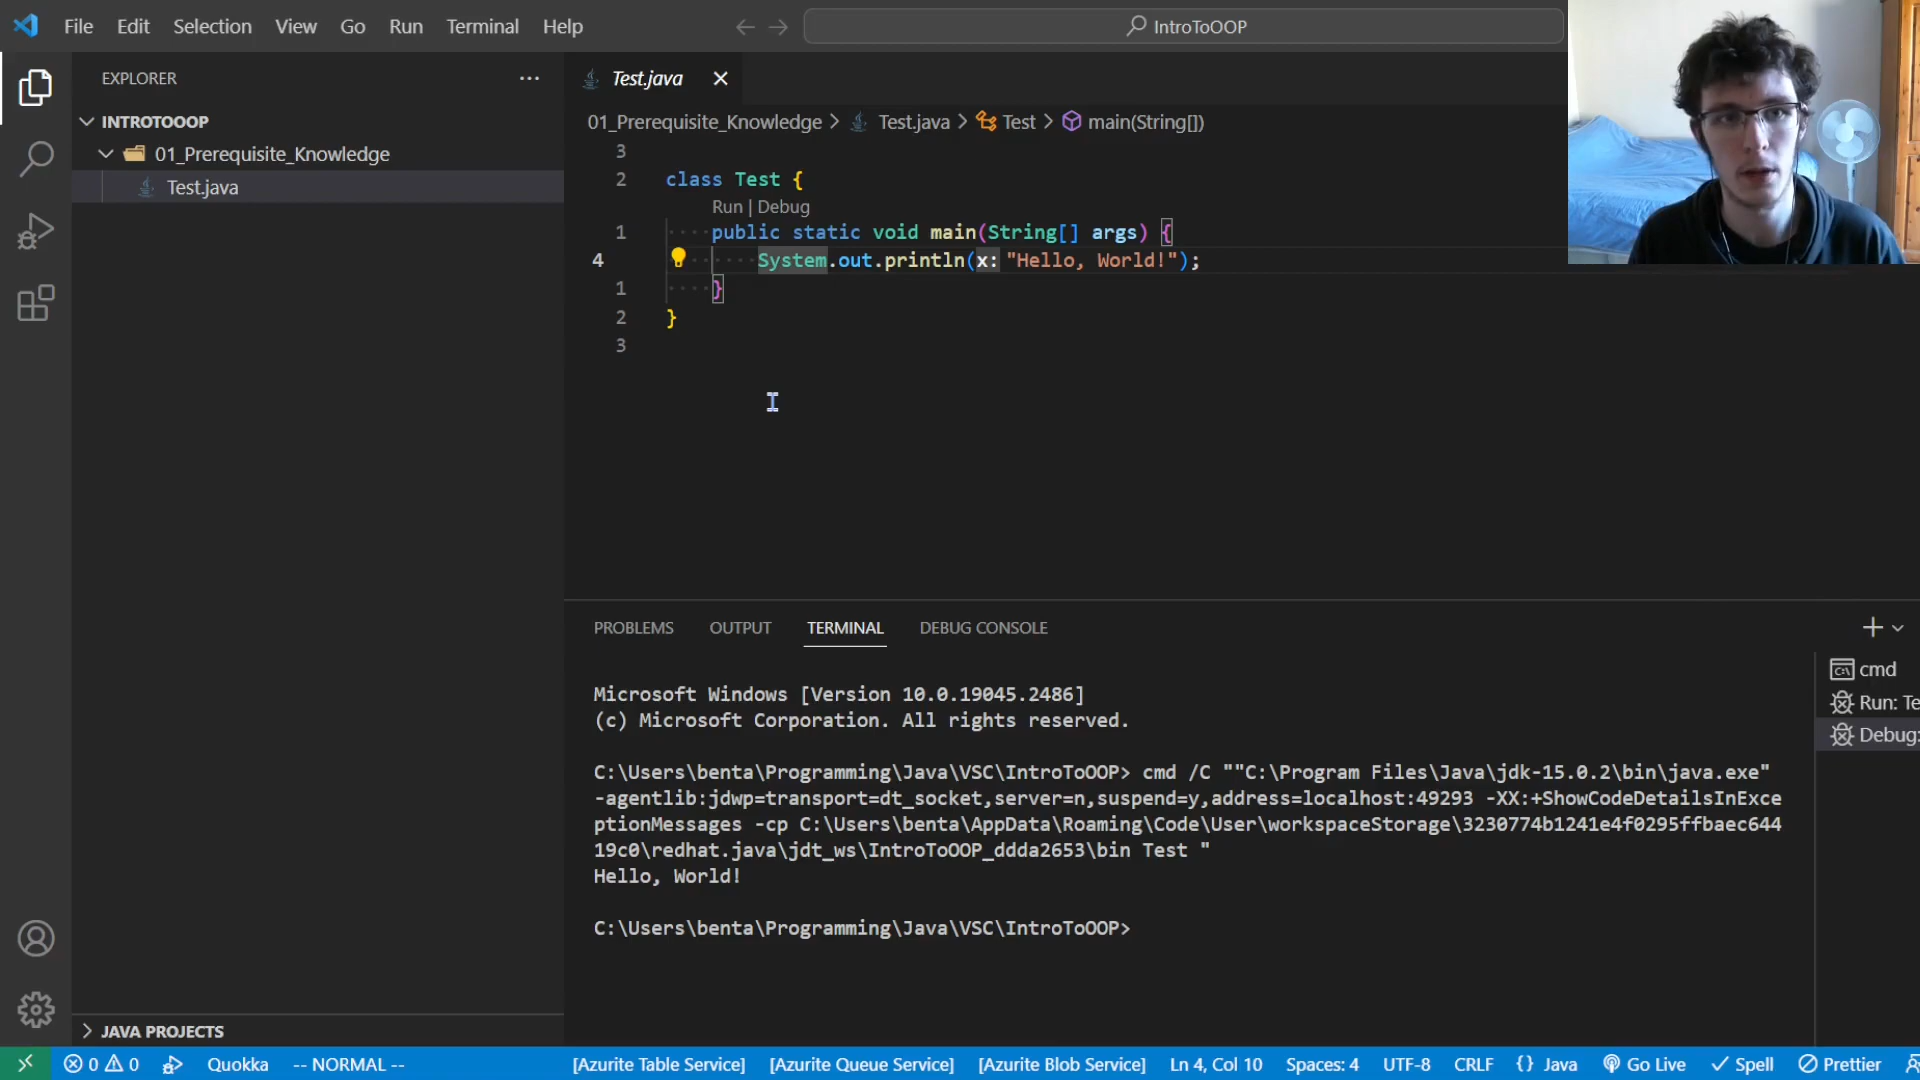 File Edit Selection View Go Run Terminal Help
IntroToOOP
EXPLORER
INTROTOOOP
01_Prerequisite_Knowledge
Test.java
Test.java
01_Prerequisite_Knowledge > Test.java > Test > main(String[])
3
2 class Test {
Run | Debug
1 public static void main(String[] args) {
4 System.out.println(x: "Hello, World!");
1 }
2 }
3
PROBLEMS OUTPUT TERMINAL DEBUG CONSOLE
cmd
Run: Te
Debug:
Microsoft Windows [Version 10.0.19045.2486]
(c) Microsoft Corporation. All rights reserved.
C:\Users\benta\Programming\Java\VSC\IntroToOOP> cmd /C ""C:\Program Files\Java\jdk-15.0.2\bin\java.exe"
-agentlib:jdwp=transport=dt_socket,server=n,suspend=y,address=localhost:49293 -XX:+ShowCodeDetailsInExce
ptionMessages -cp C:\Users\benta\AppData\Roaming\Code\User\workspaceStorage\3230774b1241e4f0295ffbaec644
19c0\redhat.java\jdt_ws\IntroToOOP_ddda2653\bin Test "
Hello, World!
C:\Users\benta\Programming\Java\VSC\IntroToOOP>
JAVA PROJECTS
0 0 Quokka -- NORMAL -- [Azurite Table Service] [Azurite Queue Service] [Azurite Blob Service] Ln 4, Col 10 Spaces: 4 UTF-8 CRLF {} Java Go Live Spell Prettier